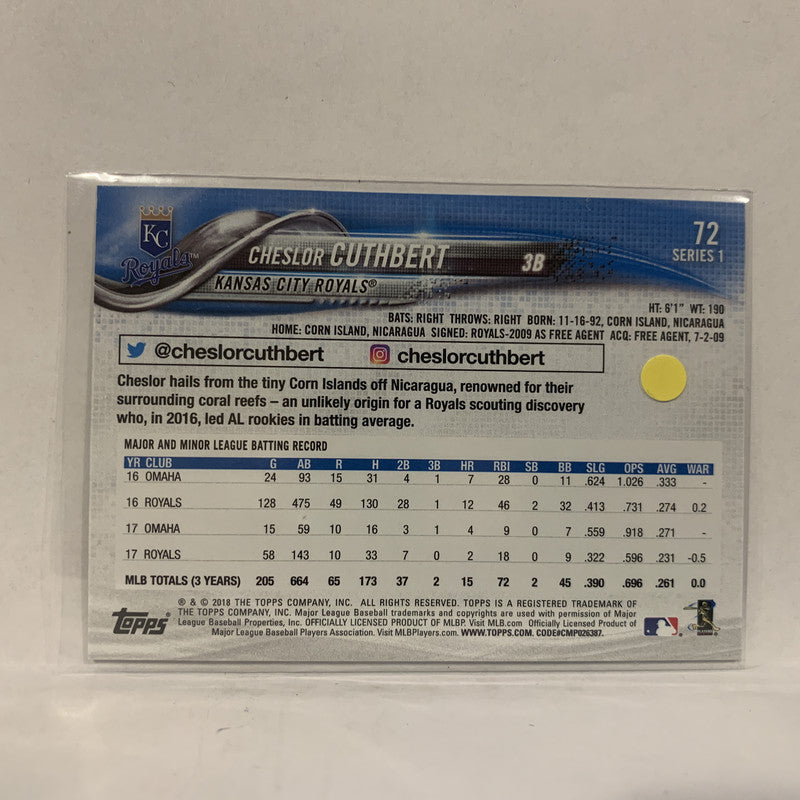 KC
Royals™
CHESLOR CUTHBERT 3B
KANSAS CITY ROYALS®
72
SERIES 1
HT: 6'1" WT: 190
BATS: RIGHT THROWS: RIGHT BORN: 11-16-92, CORN ISLAND, NICARAGUA
HOME: CORN ISLAND, NICARAGUA SIGNED: ROYALS-2009 AS FREE AGENT ACQ: FREE AGENT, 7-2-09
@cheslorcuthbert cheslorcuthbert
Cheslor hails from the tiny Corn Islands off Nicaragua, renowned for their
surrounding coral reefs – an unlikely origin for a Royals scouting discovery
who, in 2016, led AL rookies in batting average.
MAJOR AND MINOR LEAGUE BATTING RECORD
YR CLUB G AB R H 2B 3B HR RBI SB BB SLG OPS AVG WAR
16 OMAHA 24 93 15 31 4 1 7 28 0 11 .624 1.026 .333 -
16 ROYALS 128 475 49 130 28 1 12 46 2 32 .413 .731 .274 0.2
17 OMAHA 15 59 10 16 3 1 4 9 0 7 .559 .918 .271 -
17 ROYALS 58 143 10 33 7 0 2 18 0 9 .322 .596 .231 -0.5
MLB TOTALS (3 YEARS) 205 664 65 173 37 2 15 72 2 45 .390 .696 .261 0.0
topps®
® & © 2018 THE TOPPS COMPANY, INC. ALL RIGHTS RESERVED. TOPPS IS A REGISTERED TRADEMARK OF
THE TOPPS COMPANY, INC. Major League Baseball trademarks and copyrights are used with permission of Major
League Baseball Properties, Inc. OFFICIALLY LICENSED PRODUCT OF MLBP. Visit MLB.com Officially Licensed Product of
Major League Baseball Players Association. Visit MLBPlayers.com. WWW.TOPPS.COM. CODE#CMP026387.